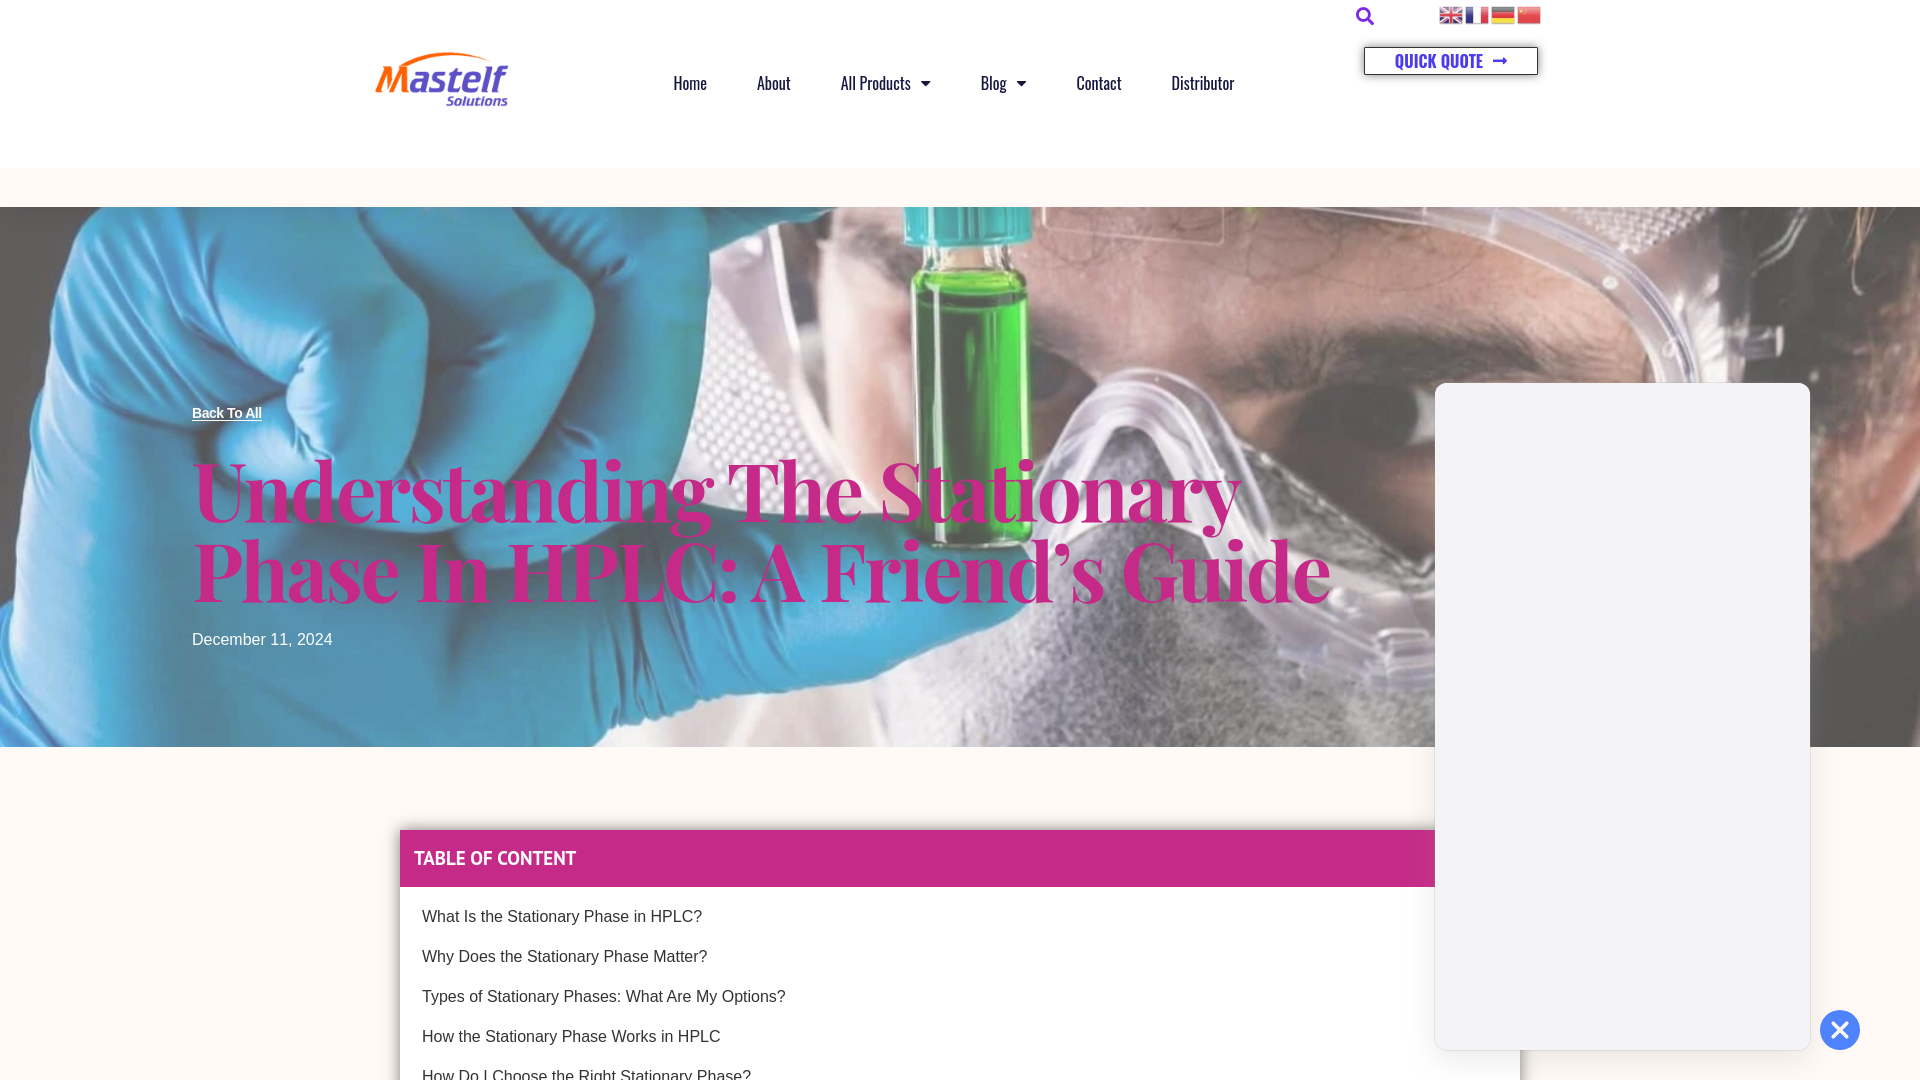 Mastelf
Solutions
Home
About
All Products
Blog
Contact
Distributor
QUICK QUOTE
Back To All
Understanding The Stationary
Phase In HPLC: A Friend’s Guide
December 11, 2024
TABLE OF CONTENT
What Is the Stationary Phase in HPLC?
Why Does the Stationary Phase Matter?
Types of Stationary Phases: What Are My Options?
How the Stationary Phase Works in HPLC
How Do I Choose the Right Stationary Phase?